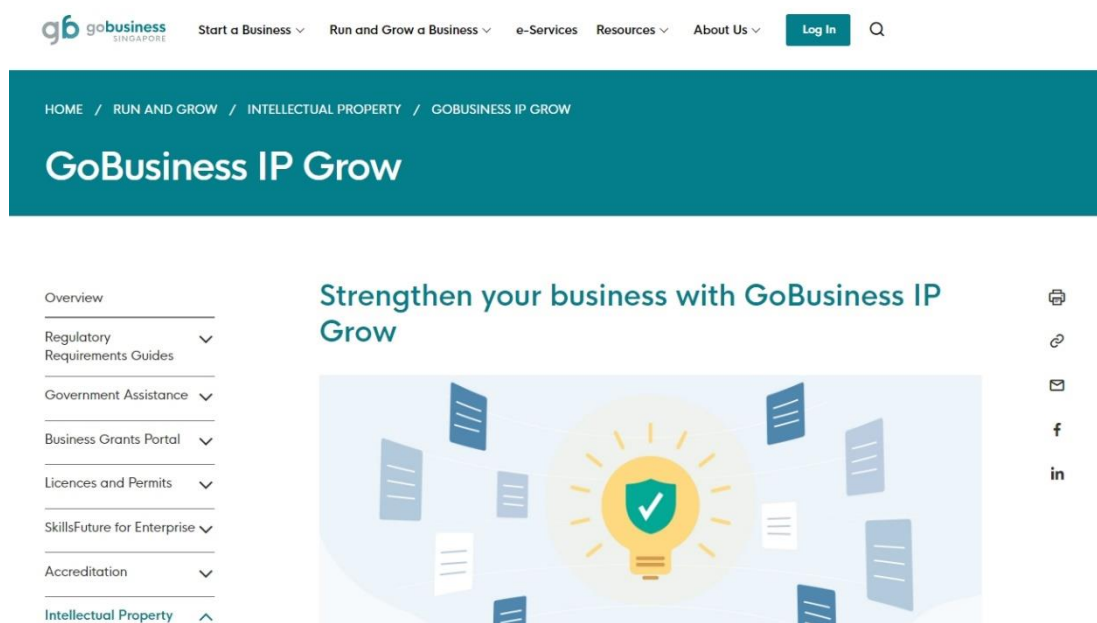 gb gobusiness
SINGAPORE
Start a Business
Run and Grow a Business
e-Services
Resources
About Us
Log In
HOME / RUN AND GROW / INTELLECTUAL PROPERTY / GOBUSINESS IP GROW
GoBusiness IP Grow
Overview
Regulatory
Requirements Guides
Government Assistance
Business Grants Portal
Licences and Permits
SkillsFuture for Enterprise
Accreditation
Intellectual Property
Strengthen your business with GoBusiness IP
Grow
f
in